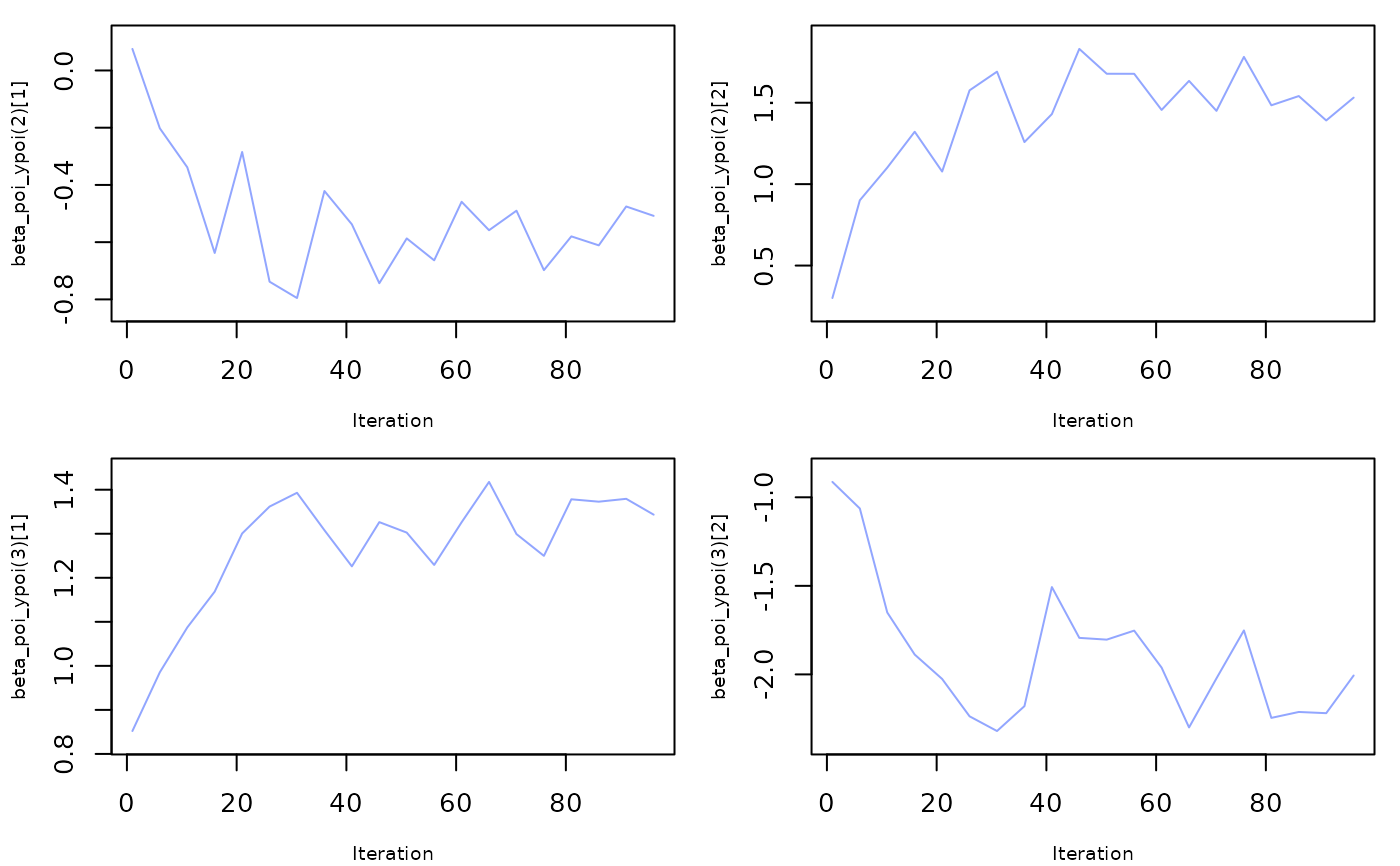 beta_poi_ypoi(2)[1]
0.0
-0.4
-0.8
0 20 40 60 80
Iteration
beta_poi_ypoi(2)[2]
1.5
1.0
0.5
0 20 40 60 80
Iteration
beta_poi_ypoi(3)[1]
1.4
1.2
1.0
0.8
0 20 40 60 80
Iteration
beta_poi_ypoi(3)[2]
-1.0
-1.5
-2.0
0 20 40 60 80
Iteration